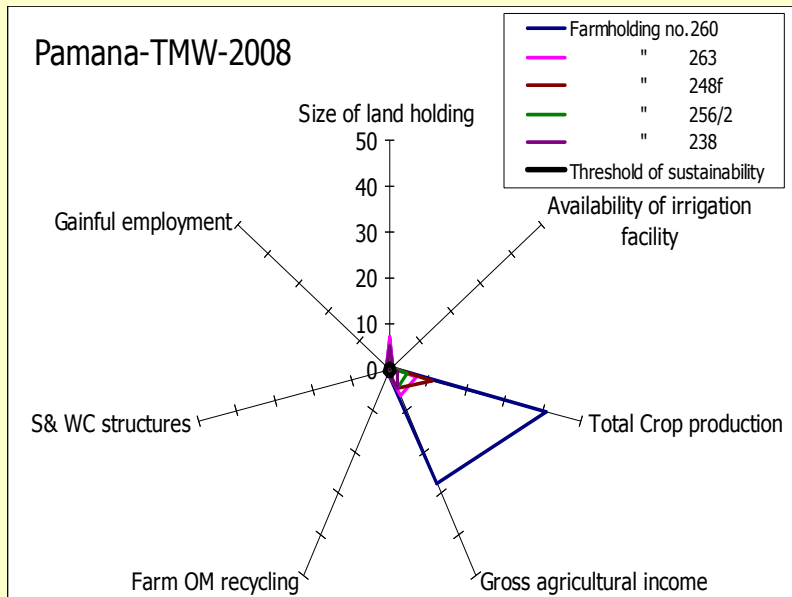 Pamana-TMW-2008
Farmholding no.260
" 263
" 248f
" 256/2
" 238
Threshold of sustainability
Size of land holding
50
40
30
20
10
0
Availability of irrigation
facility
Gainful employment
S& WC structures
Total Crop production
Farm OM recycling
Gross agricultural income